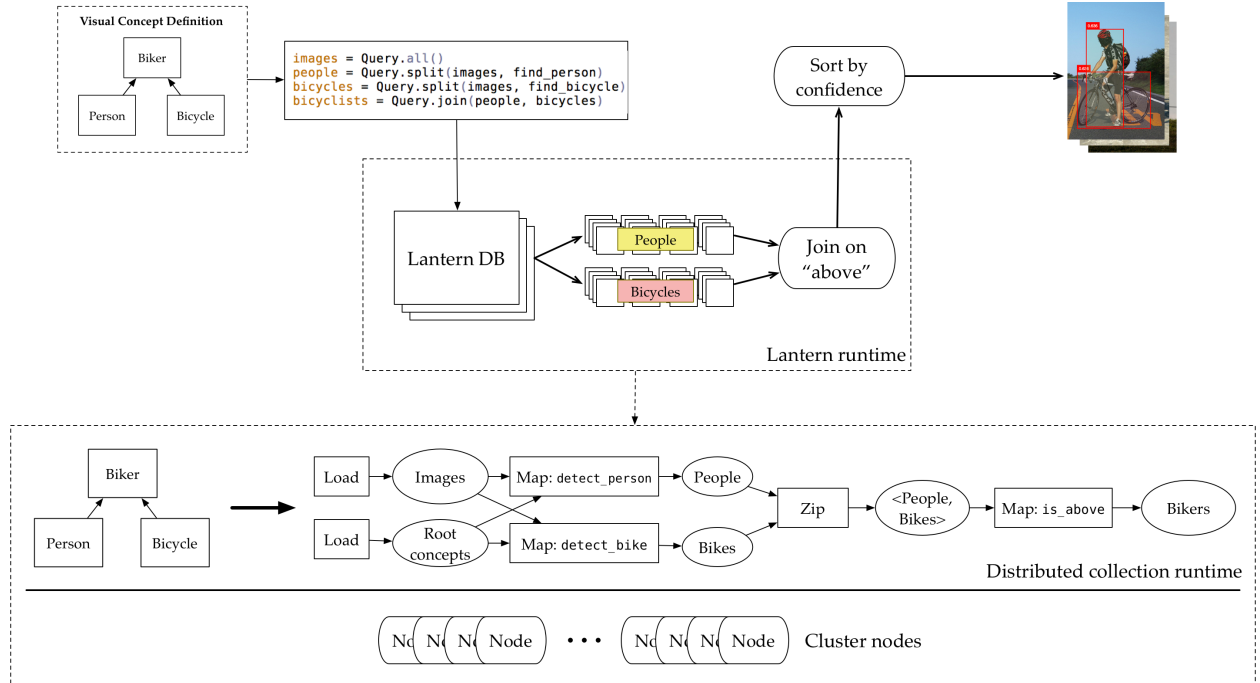 Visual Concept Definition
Biker
Person
Bicycle
images = Query.all()
people = Query.split(images, find_person)
bicycles = Query.split(images, find_bicycle)
bicyclists = Query.join(people, bicycles)
Sort by
confidence
Lantern DB
People
Bicycles
Join on
“above”
Lantern runtime
Biker
Person
Bicycle
Load
Images
Map: detect_person
People
Load
Root
concepts
Map: detect_bike
Bikes
Zip
<People,
Bikes>
Map: is_above
Bikers
Distributed collection runtime
No
N
N
Node
• • •
No
N
N
Node
Cluster nodes